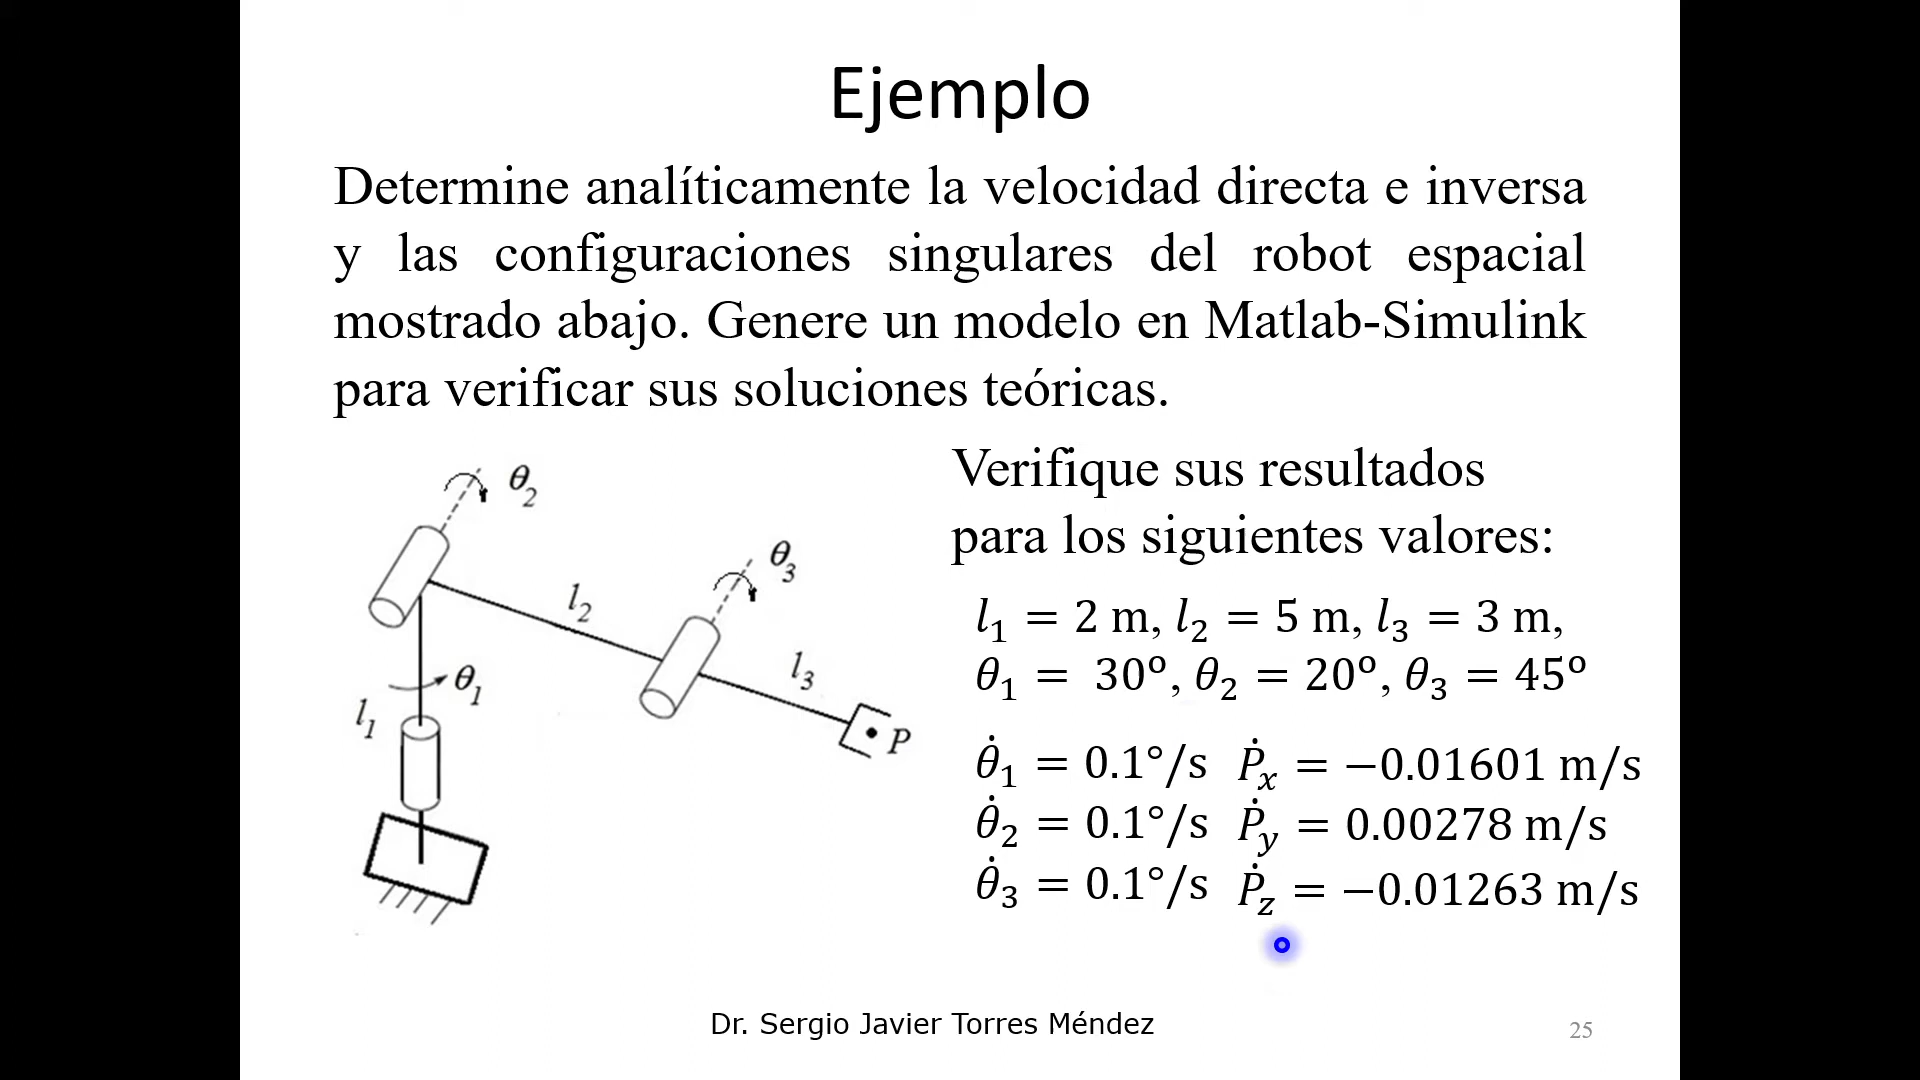 Ejemplo
Determine analíticamente la velocidad directa e inversa
y las configuraciones singulares del robot espacial
mostrado abajo. Genere un modelo en Matlab-Simulink
para verificar sus soluciones teóricas.
θ₂
θ₃
l₂
l₃
θ₁
l₁
P
Verifique sus resultados
para los siguientes valores:
l₁ = 2 m, l₂ = 5 m, l₃ = 3 m,
θ₁ = 30º, θ₂ = 20º, θ₃ = 45º
θ̇₁ = 0.1°/s Ṗₓ = −0.01601 m/s
θ̇₂ = 0.1°/s Ṗ_y = 0.00278 m/s
θ̇₃ = 0.1°/s Ṗ_z = −0.01263 m/s
Dr. Sergio Javier Torres Méndez
25